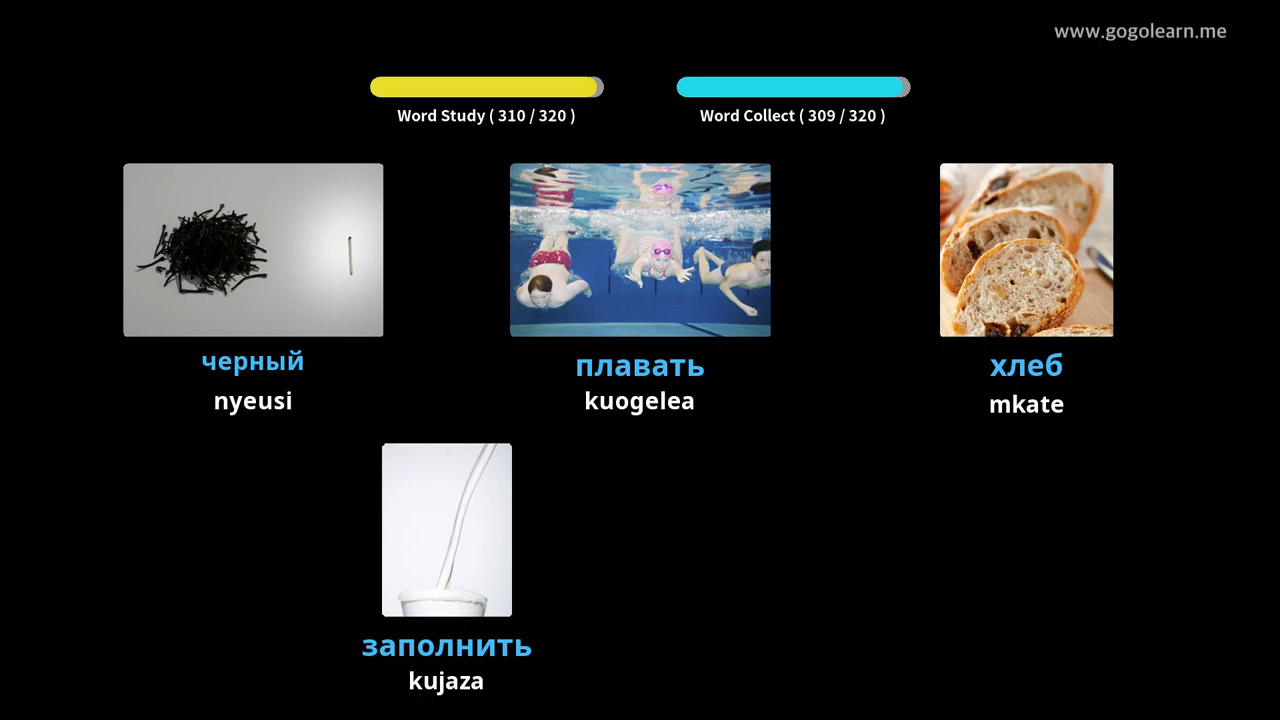 www.gogolearn.me
Word Study ( 310 / 320 )
Word Collect ( 309 / 320 )
черный
nyeusi
плавать
kuogelea
хлеб
mkate
заполнить
kujaza